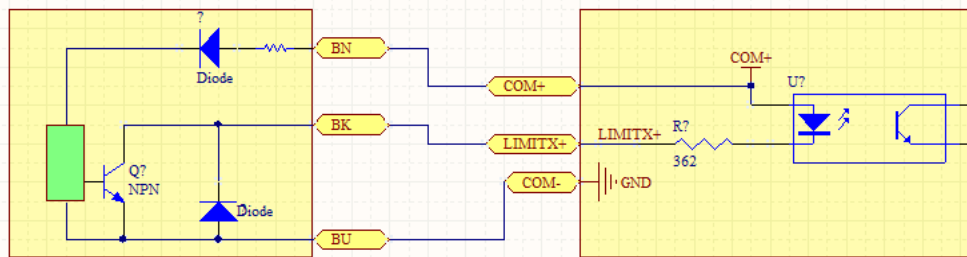 ?
Diode
BN
COM+
COM+
U?
BK
LIMITX+
LIMITX+
R?
362
Q?
NPN
COM-
GND
Diode
BU